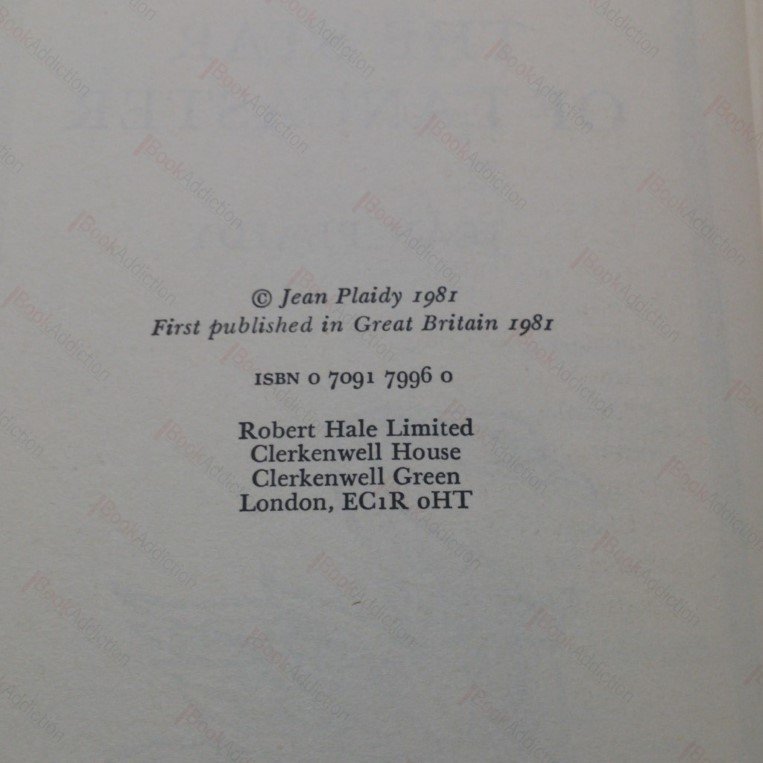 © Jean Plaidy 1981
First published in Great Britain 1981
ISBN 0 7091 7996 0
Robert Hale Limited
Clerkenwell House
Clerkenwell Green
London, EC1R 0HT
BookAddiction